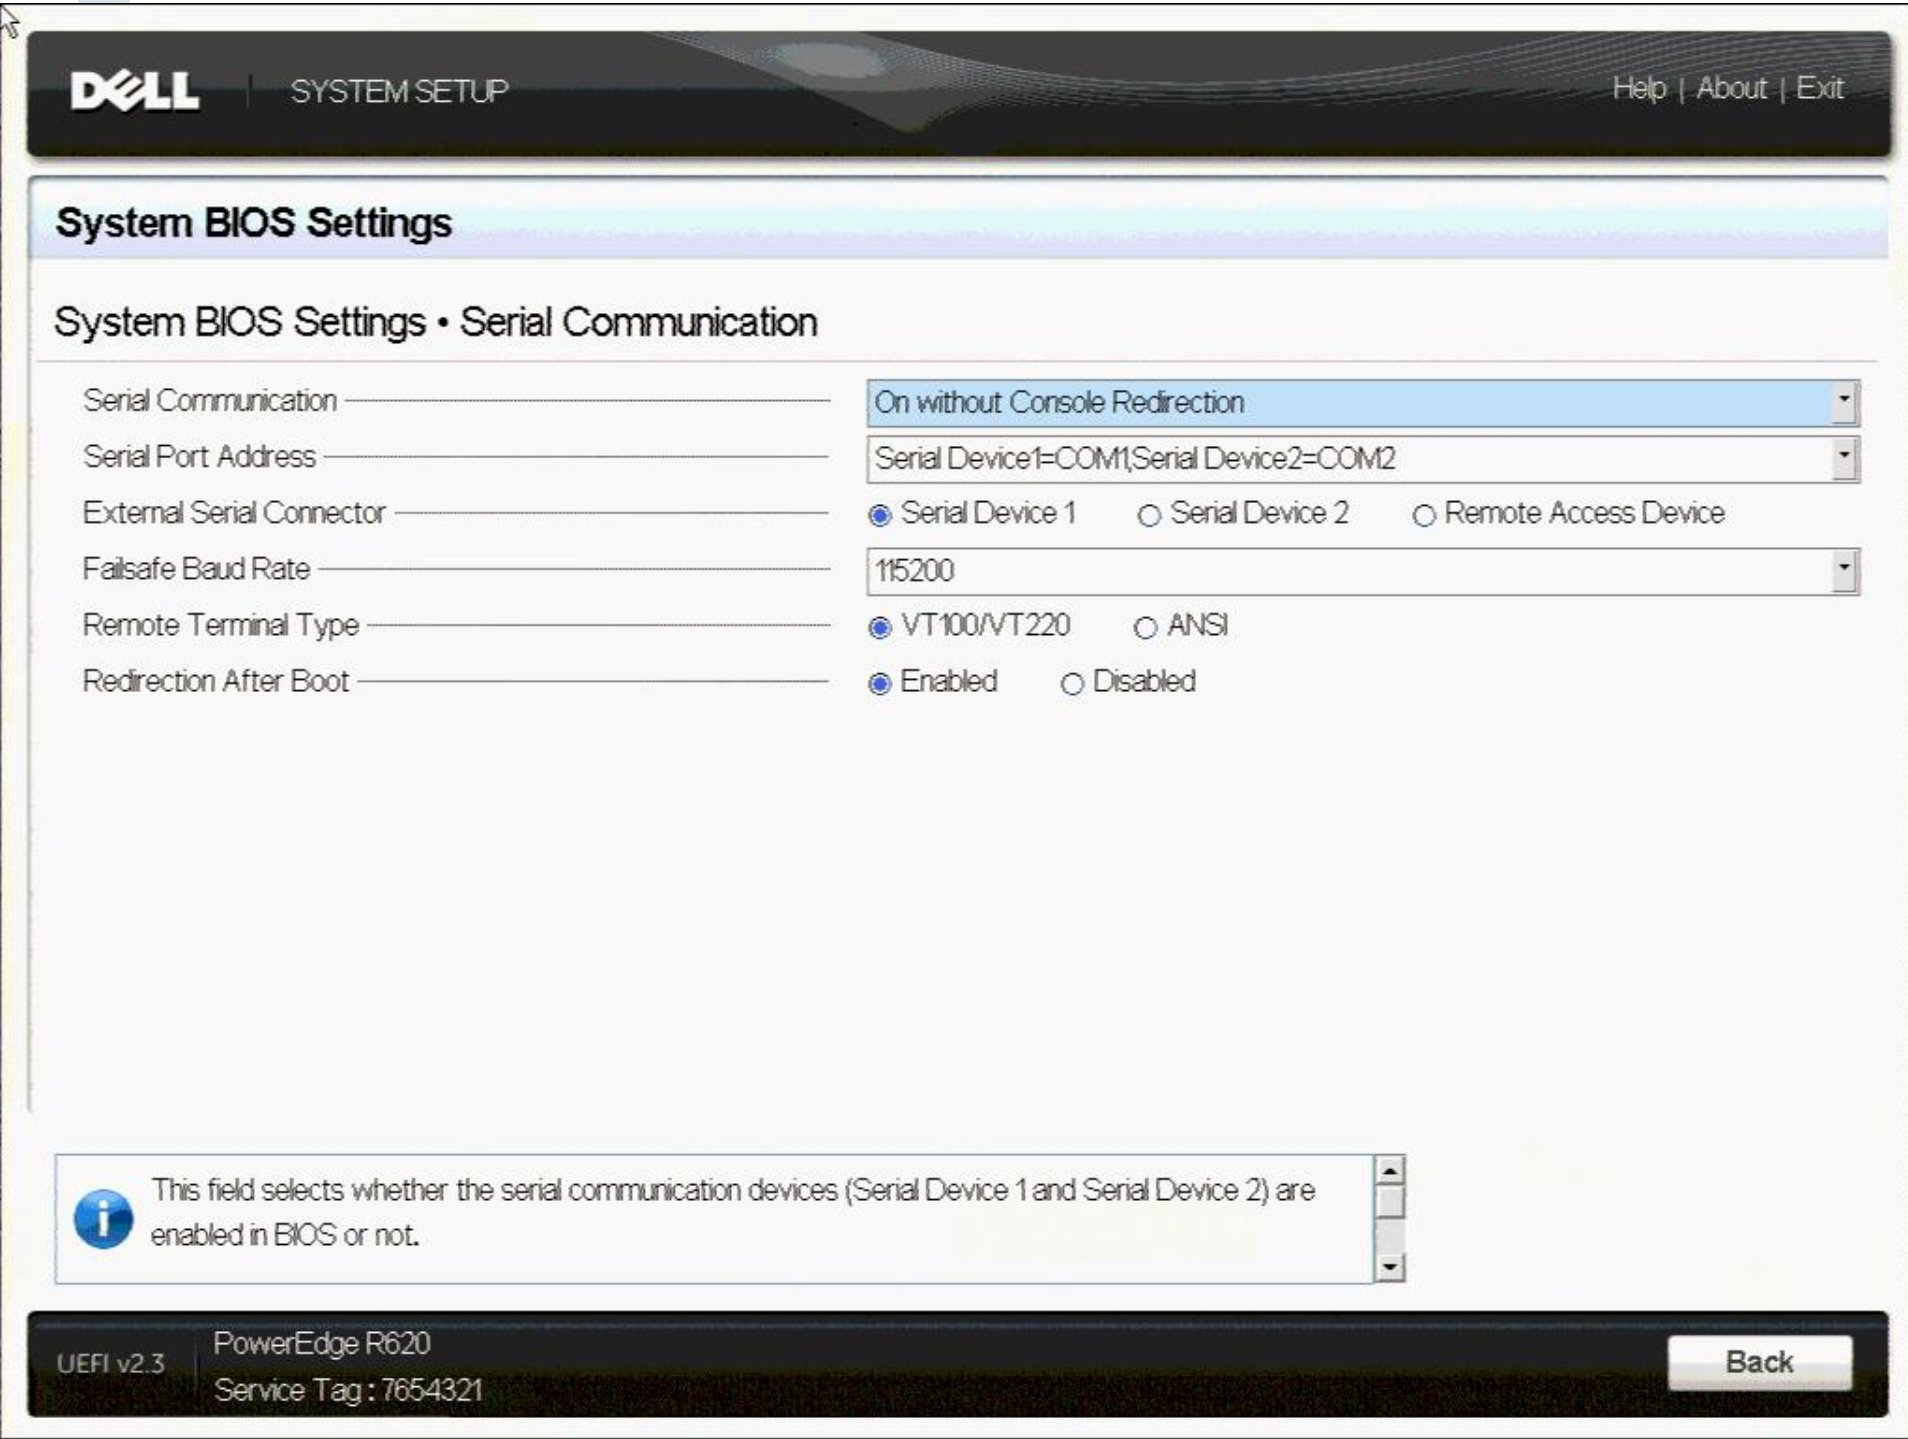 DELL SYSTEM SETUP Help | About | Exit
System BIOS Settings
System BIOS Settings • Serial Communication
Serial Communication On without Console Redirection
Serial Port Address Serial Device1=COM1,Serial Device2=COM2
External Serial Connector Serial Device 1 Serial Device 2 Remote Access Device
Failsafe Baud Rate 115200
Remote Terminal Type VT100/VT220 ANSI
Redirection After Boot Enabled Disabled
This field selects whether the serial communication devices (Serial Device 1 and Serial Device 2) are
enabled in BIOS or not.
UEFI v2.3
PowerEdge R620
Service Tag : 7654321
Back